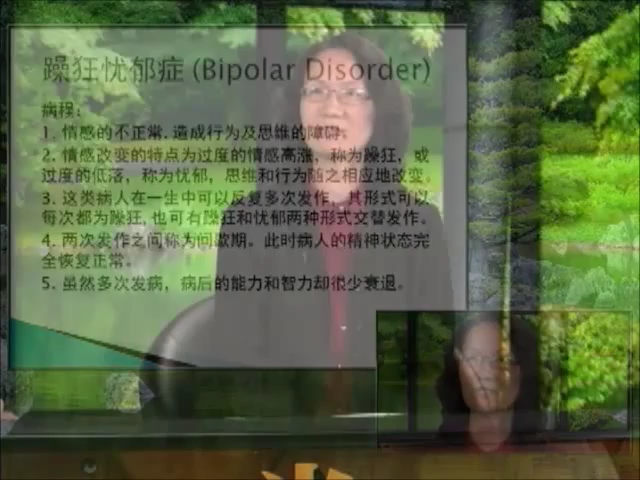 躁狂忧郁症 (Bipolar Disorder)
病程：
1. 情感的不正常. 造成行为及思维的障碍。
2. 情感改变的特点为过度的情感高涨，称为躁狂，或
过度的低落，称为忧郁，思维和行为随之相应地改变。
3. 这类病人在一生中可以反复多次发作，其形式可以
每次都为躁狂, 也可有躁狂和忧郁两种形式交替发作。
4. 两次发作之间称为间歇期。此时病人的精神状态完
全恢复正常。
5. 虽然多次发病，病后的能力和智力却很少衰退。